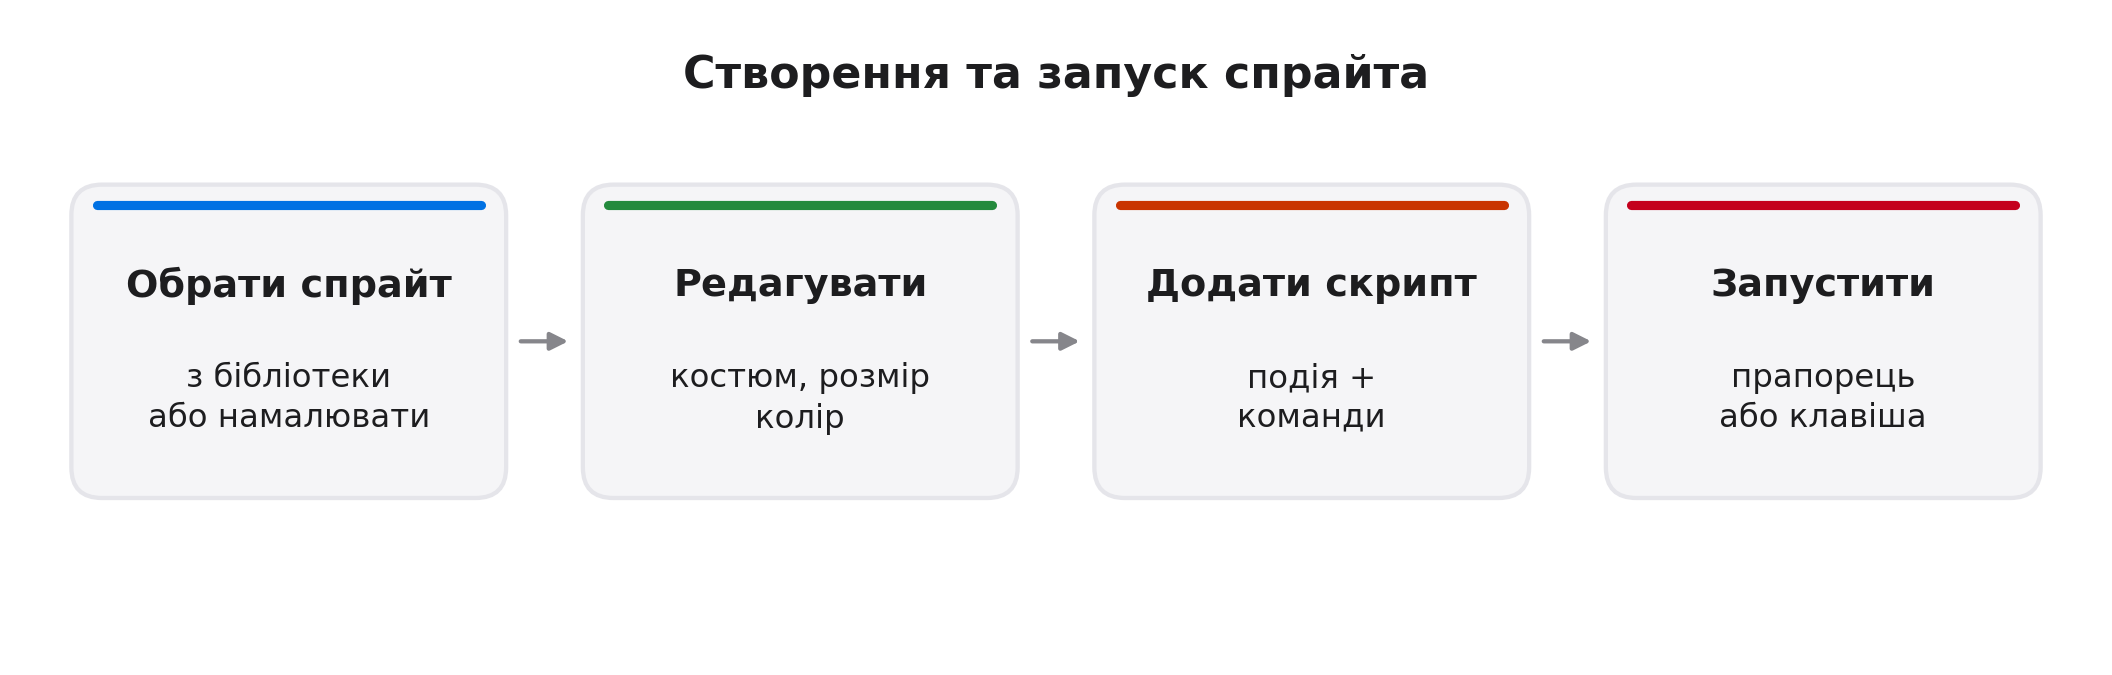 Створення та запуск спрайта
Обрати спрайт
з бібліотеки
або намалювати
Редагувати
костюм, розмір
колір
Додати скрипт
подія +
команди
Запустити
прапорець
або клавіша